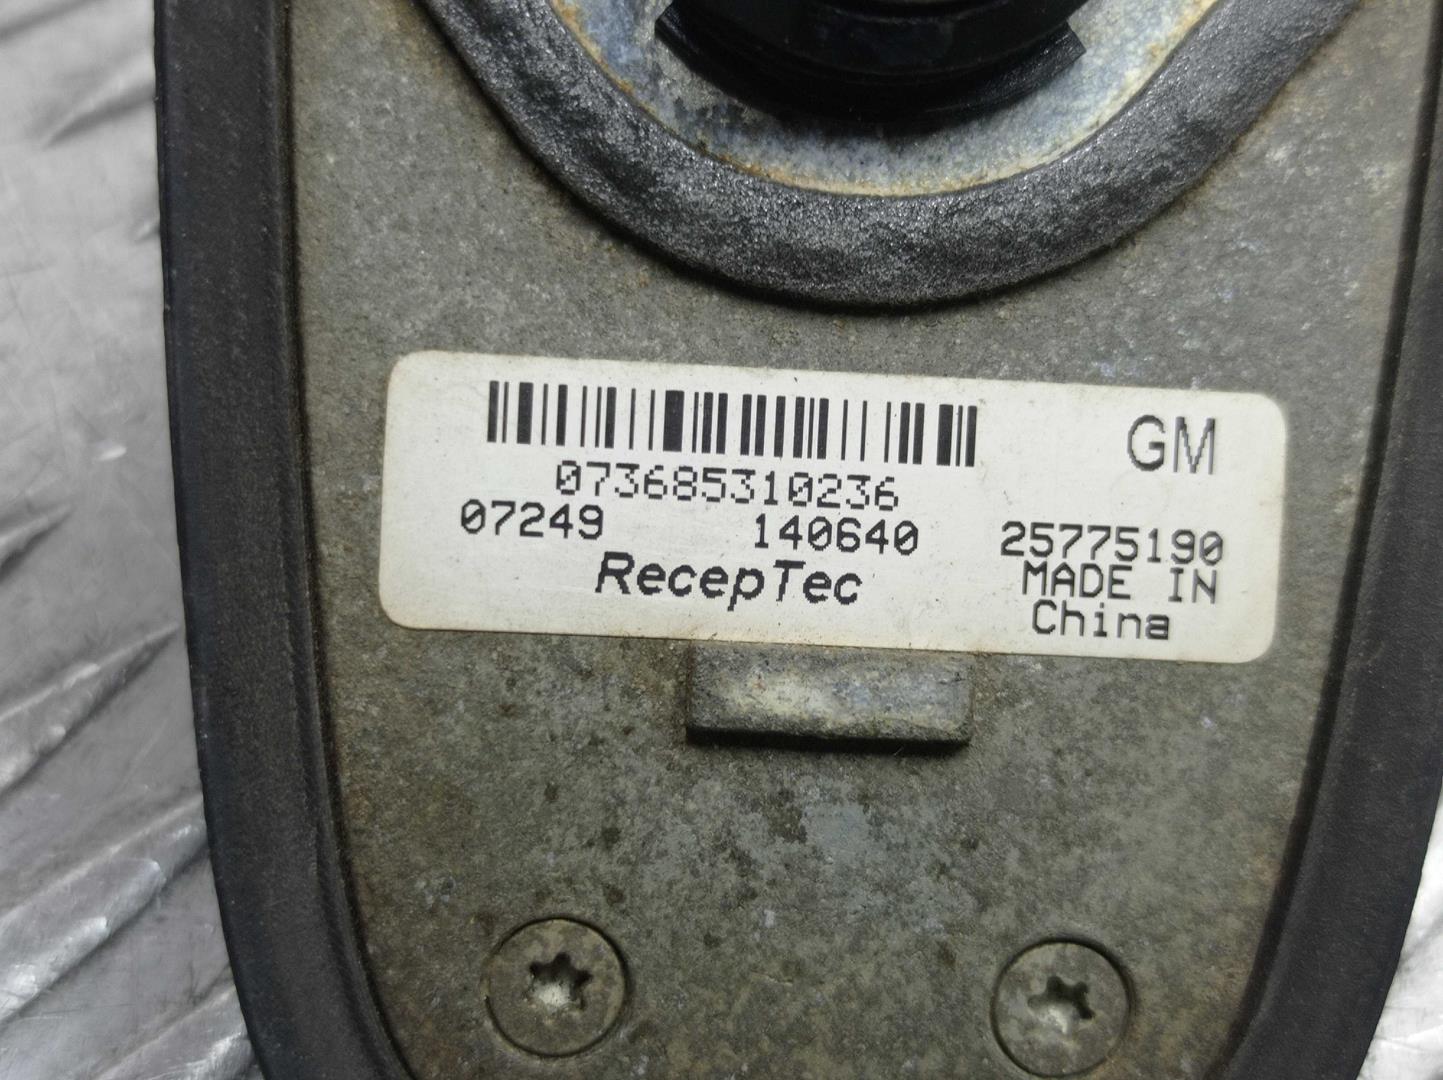 GM
073685310236
07249 140640 25775190
RecepTec MADE IN
China